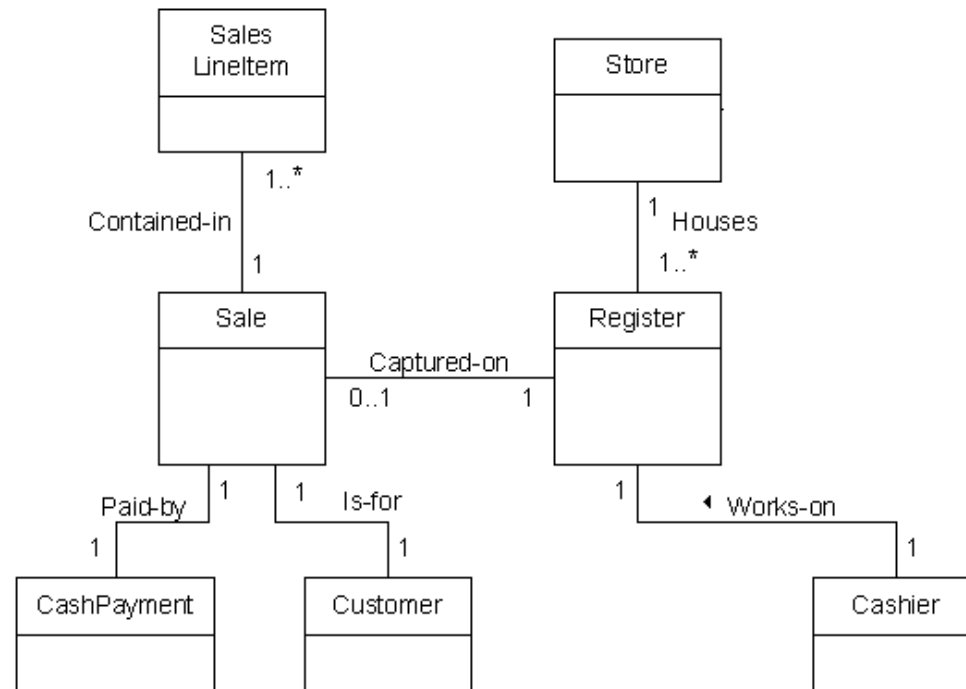 Sales
LineItem
Store
1..*
1
Contained-in
Houses
1
1..*
Sale
Register
Captured-on
0..1
1
1
1
1
Paid-by
Is-for
Works-on
1
1
1
CashPayment
Customer
Cashier